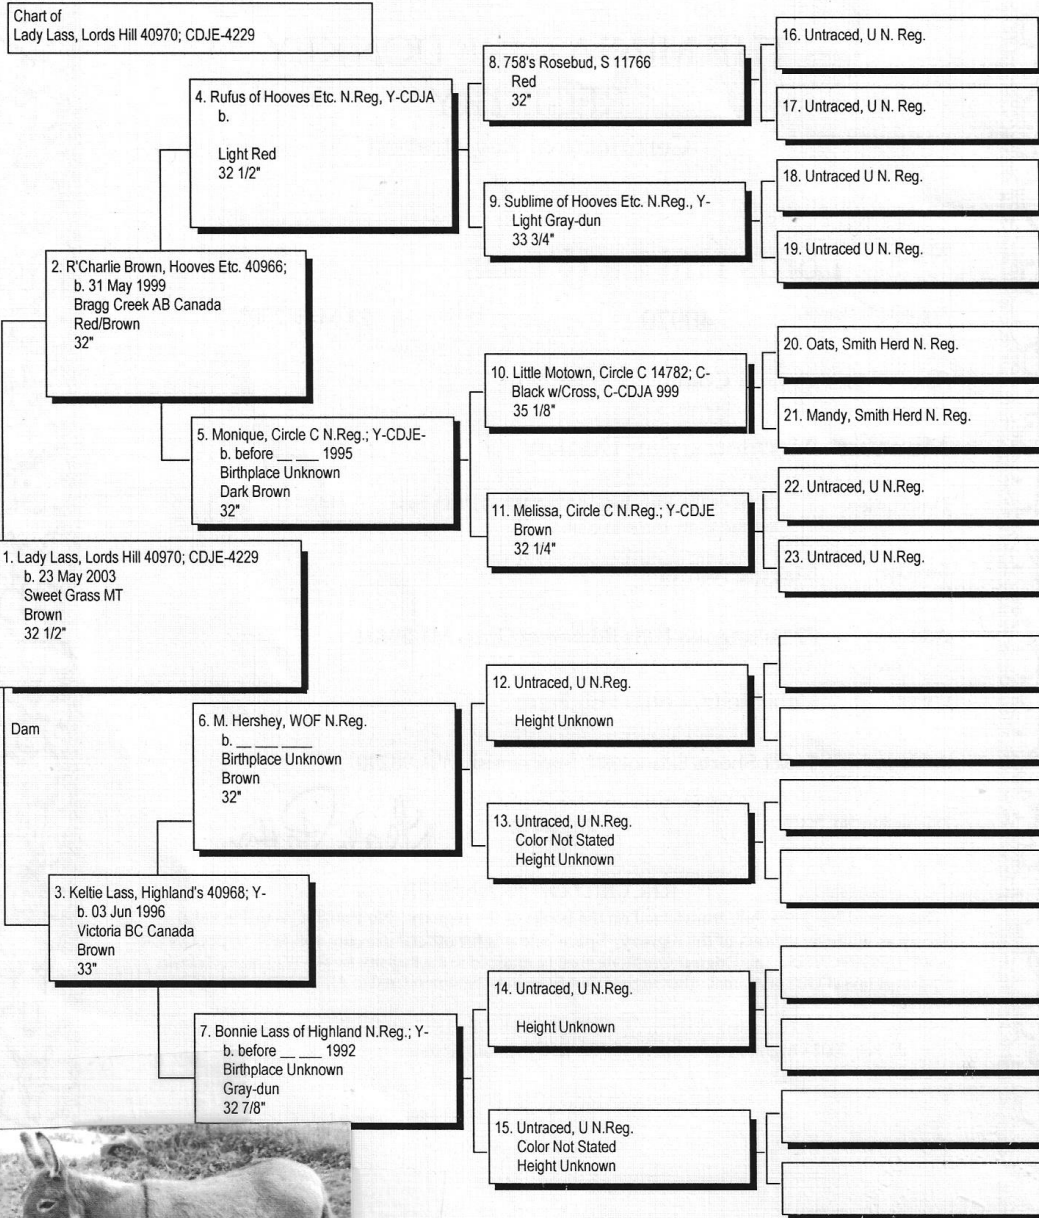 Chart of
Lady Lass, Lords Hill 40970; CDJE-4229
1. Lady Lass, Lords Hill 40970; CDJE-4229
b. 23 May 2003
Sweet Grass MT
Brown
32 1/2"
Dam
2. R'Charlie Brown, Hooves Etc. 40966;
b. 31 May 1999
Bragg Creek AB Canada
Red/Brown
32"
3. Keltie Lass, Highland's 40968; Y-
b. 03 Jun 1996
Victoria BC Canada
Brown
33"
4. Rufus of Hooves Etc. N.Reg, Y-CDJA
b.
Light Red
32 1/2"
5. Monique, Circle C N.Reg.; Y-CDJE-
b. before __ ___ 1995
Birthplace Unknown
Dark Brown
32"
6. M. Hershey, WOF N.Reg.
b. __ ___ ____
Birthplace Unknown
Brown
32"
7. Bonnie Lass of Highland N.Reg.; Y-
b. before __ ___ 1992
Birthplace Unknown
Gray-dun
32 7/8"
8. 758's Rosebud, S 11766
Red
32"
9. Sublime of Hooves Etc. N.Reg., Y-
Light Gray-dun
33 3/4"
10. Little Motown, Circle C 14782; C-
Black w/Cross, C-CDJA 999
35 1/8"
11. Melissa, Circle C N.Reg.; Y-CDJE
Brown
32 1/4"
12. Untraced, U N.Reg.
Height Unknown
13. Untraced, U N.Reg.
Color Not Stated
Height Unknown
14. Untraced, U N.Reg.
Height Unknown
15. Untraced, U N.Reg.
Color Not Stated
Height Unknown
16. Untraced, U N. Reg.
17. Untraced, U N. Reg.
18. Untraced U N. Reg.
19. Untraced U N. Reg.
20. Oats, Smith Herd N. Reg.
21. Mandy, Smith Herd N. Reg.
22. Untraced, U N.Reg.
23. Untraced, U N.Reg.